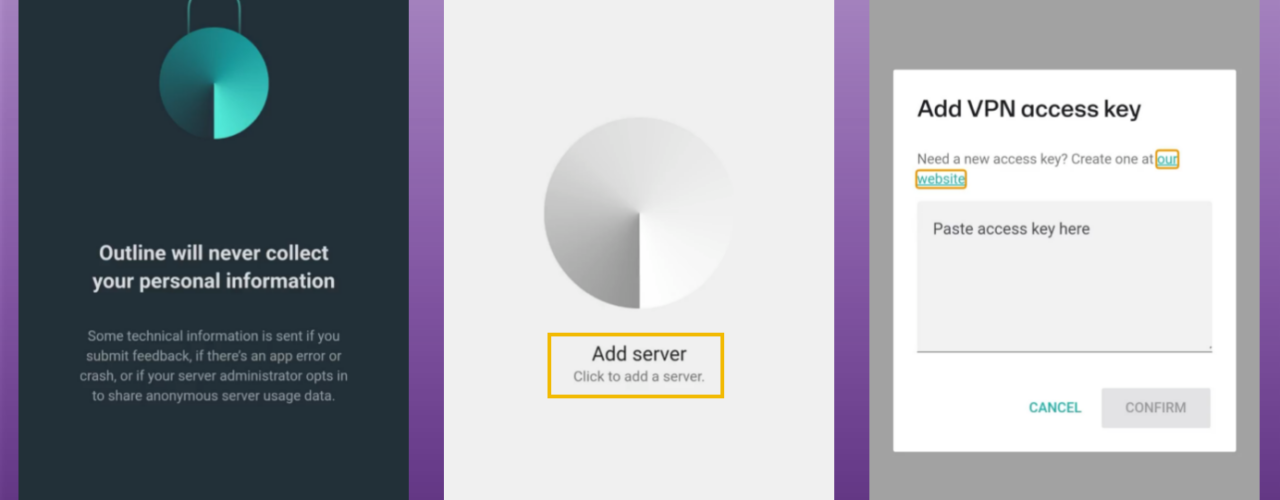 Outline will never collect
your personal information
Some technical information is sent if you
submit feedback, if there's an app error or
crash, or if your server administrator opts in
to share anonymous server usage data.
Add server
Click to add a server.
Add VPN access key
Need a new access key? Create one at our
website
Paste access key here
CANCEL
CONFIRM